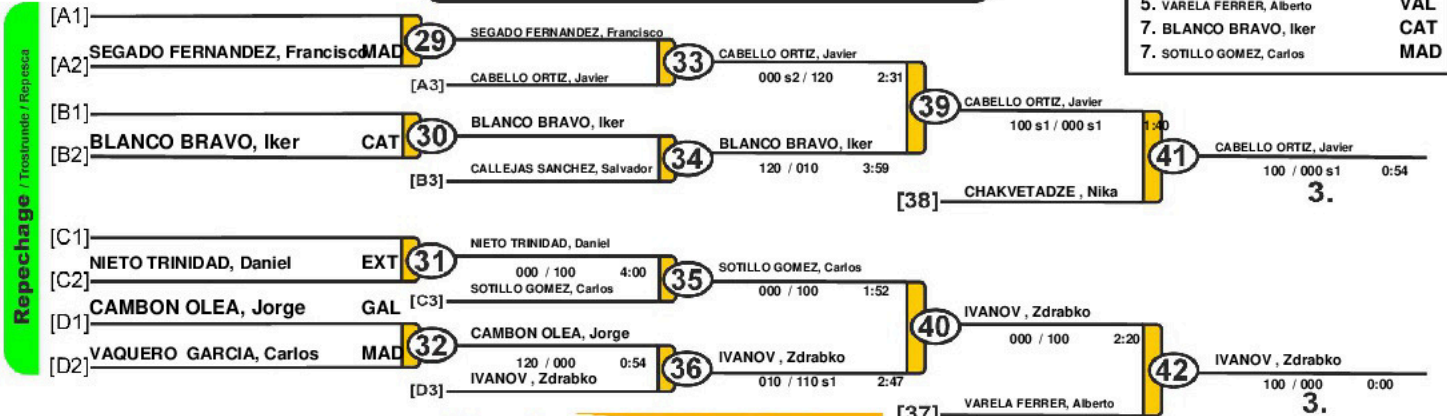 5. VARELA FERRER, Alberto VAL
7. BLANCO BRAVO, Iker CAT
7. SOTILLO GOMEZ, Carlos MAD
Repechage / Trostrunde / Repesca
[A1]
SEGADO FERNANDEZ, Francisco MAD
[A2]
29
SEGADO FERNANDEZ, Francisco
[A3] CABELLO ORTIZ, Javier
33
CABELLO ORTIZ, Javier
000 s2 / 120 2:31
[B1]
BLANCO BRAVO, Iker CAT
[B2]
30
BLANCO BRAVO, Iker
[B3] CALLEJAS SANCHEZ, Salvador
34
BLANCO BRAVO, Iker
120 / 010 3:59
39
CABELLO ORTIZ, Javier
100 s1 / 000 s1 1:40
[38] CHAKVETADZE , Nika
41
CABELLO ORTIZ, Javier
100 / 000 s1 0:54
3.
[C1]
NIETO TRINIDAD, Daniel EXT
[C2]
31
NIETO TRINIDAD, Daniel
000 / 100 4:00
[C3] SOTILLO GOMEZ, Carlos
35
SOTILLO GOMEZ, Carlos
000 / 100 1:52
CAMBON OLEA, Jorge GAL
[D1]
VAQUERO GARCIA, Carlos MAD
[D2]
32
CAMBON OLEA, Jorge
120 / 000 0:54
[D3] IVANOV , Zdrabko
36
IVANOV , Zdrabko
010 / 110 s1 2:47
40
IVANOV , Zdrabko
000 / 100 2:20
[37] VARELA FERRER, Alberto
42
IVANOV , Zdrabko
100 / 000 0:00
3.